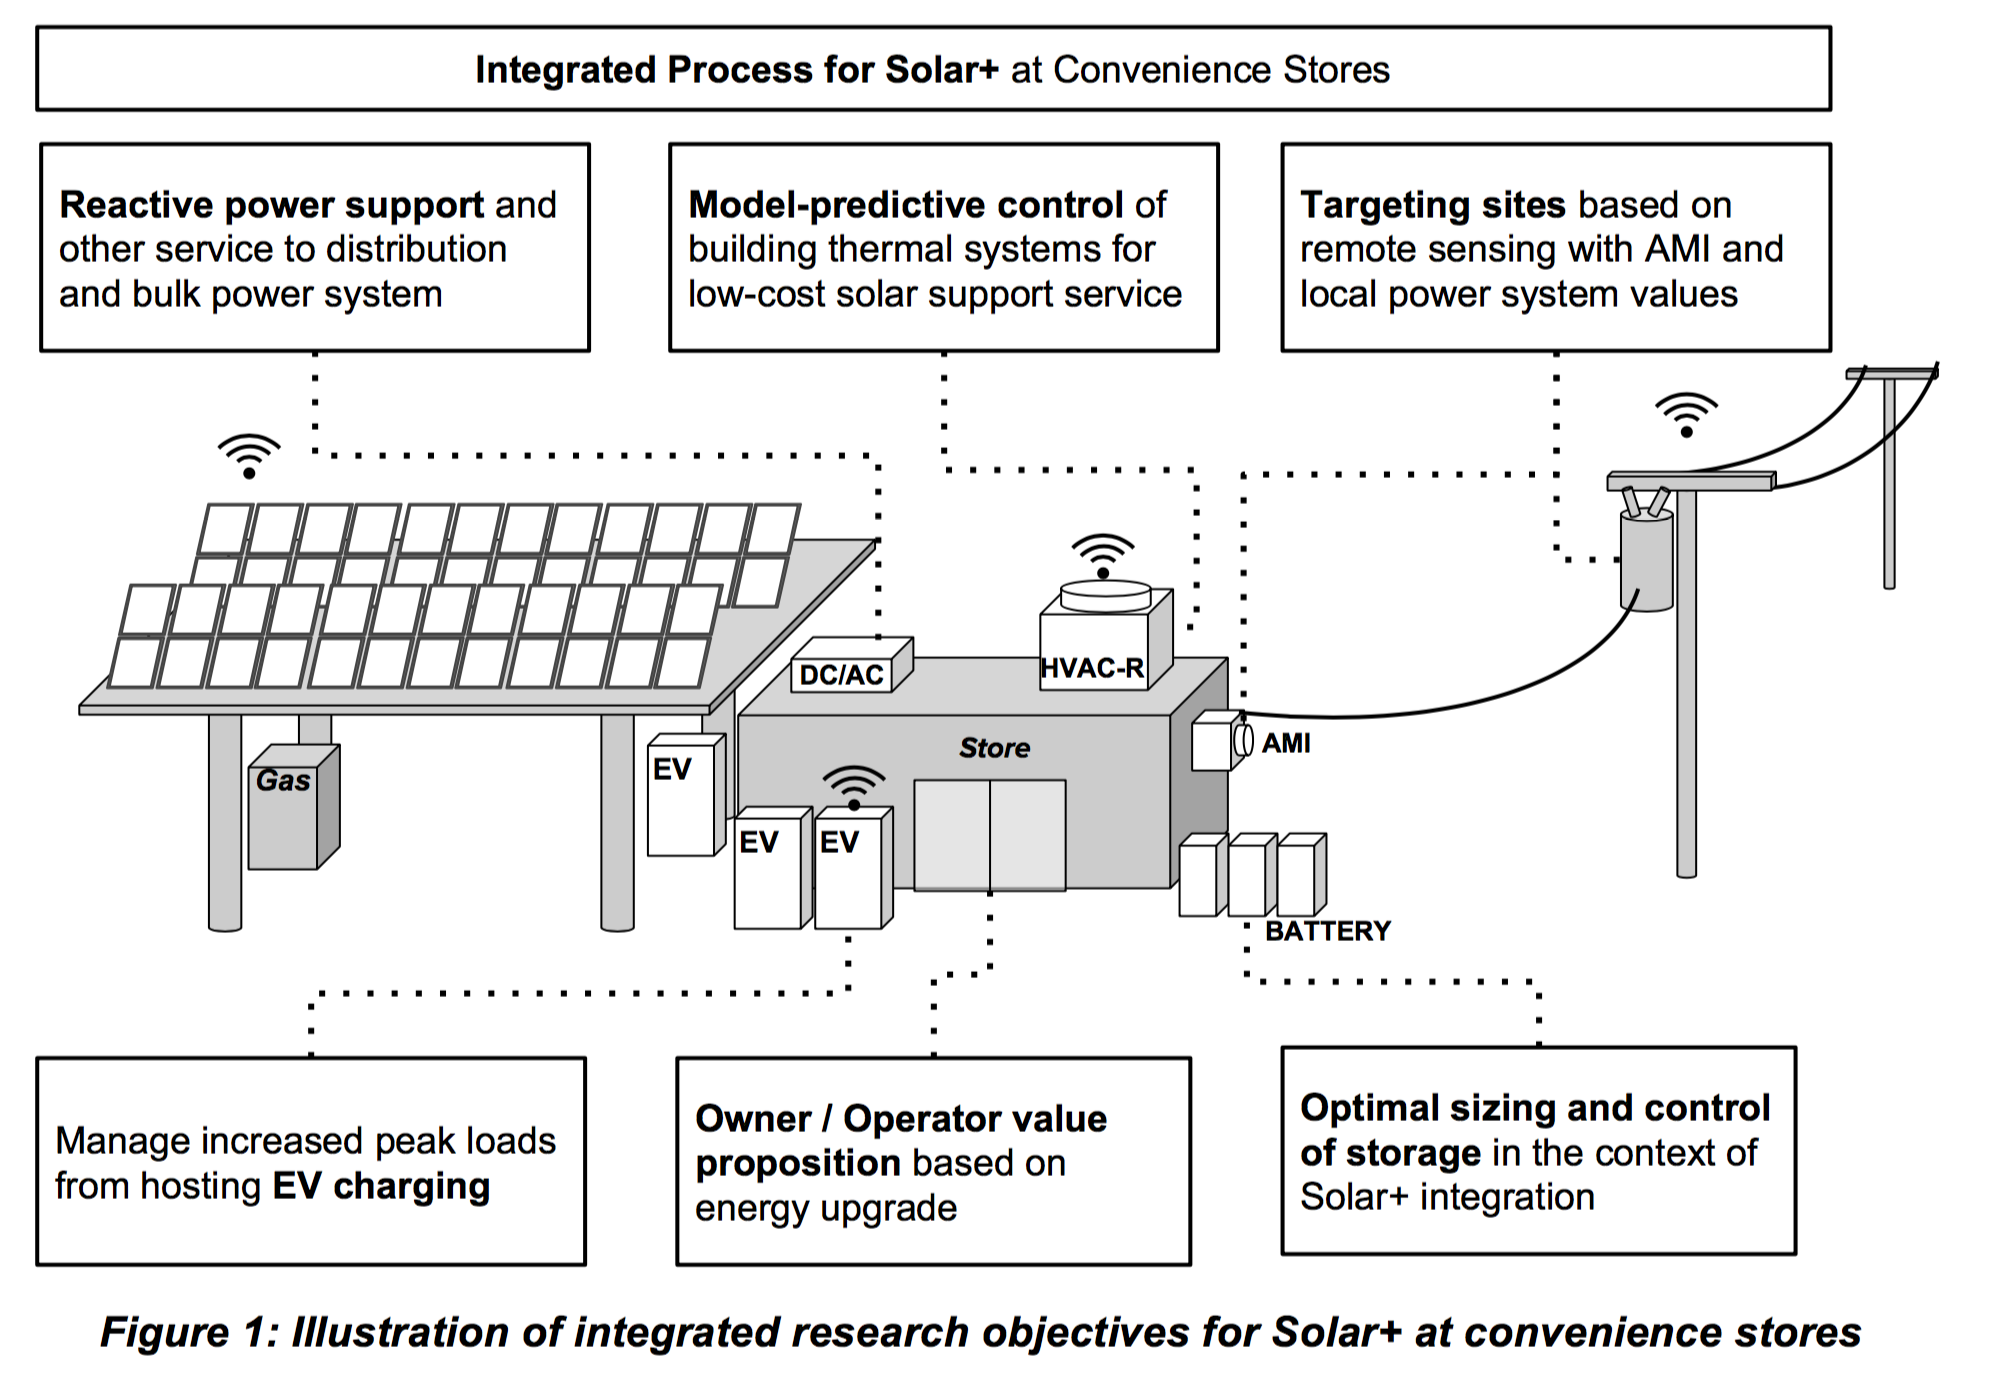 Integrated Process for Solar+ at Convenience Stores
Reactive power support and
other service to distribution
and bulk power system
Model-predictive control of
building thermal systems for
low-cost solar support service
Targeting sites based on
remote sensing with AMI and
local power system values
DC/AC
HVAC-R
Store
AMI
Gas
EV
EV
EV
BATTERY
Manage increased peak loads
from hosting EV charging
Owner / Operator value
proposition based on
energy upgrade
Optimal sizing and control
of storage in the context of
Solar+ integration
Figure 1: Illustration of integrated research objectives for Solar+ at convenience stores